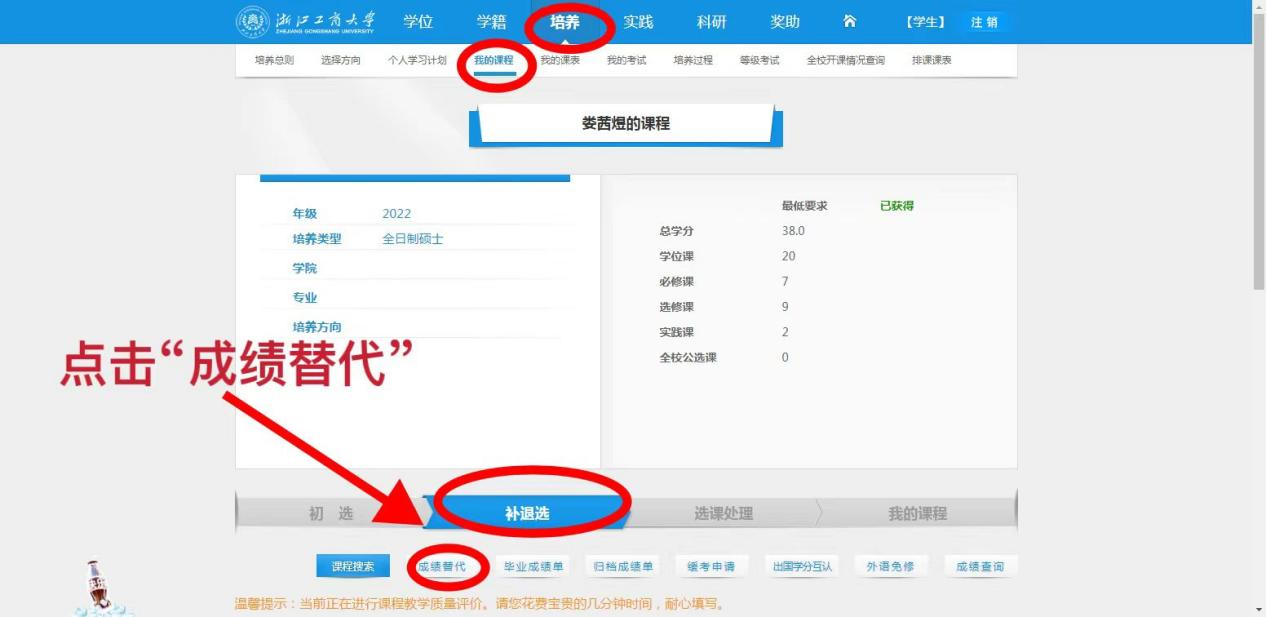 浙江工商大学 学位 学籍 培养 实践 科研 奖助 【学生】 注 销
ZHEJIANG GONGSHANG UNIVERSITY
培养总则 选择方向 个人学习计划 我的课程 我的课表 我的考试 培养过程 等级考试 全校开课情况查询 排课课表
娄茜煜的课程
年级 2022
培养类型 全日制硕士
学院
专业
培养方向
最低要求 已获得
总学分 38.0
学位课 20
必修课 7
选修课 9
实践课 2
全校公选课 0
点击“成绩替代”
初 选 补退选 选课处理 我的课程
课程搜索 成绩替代 毕业成绩单 归档成绩单 缓考申请 出国学分互认 外语免修 成绩查询
温馨提示：当前正在进行课程教学质量评价。请您花费宝贵的几分钟时间，耐心填写。